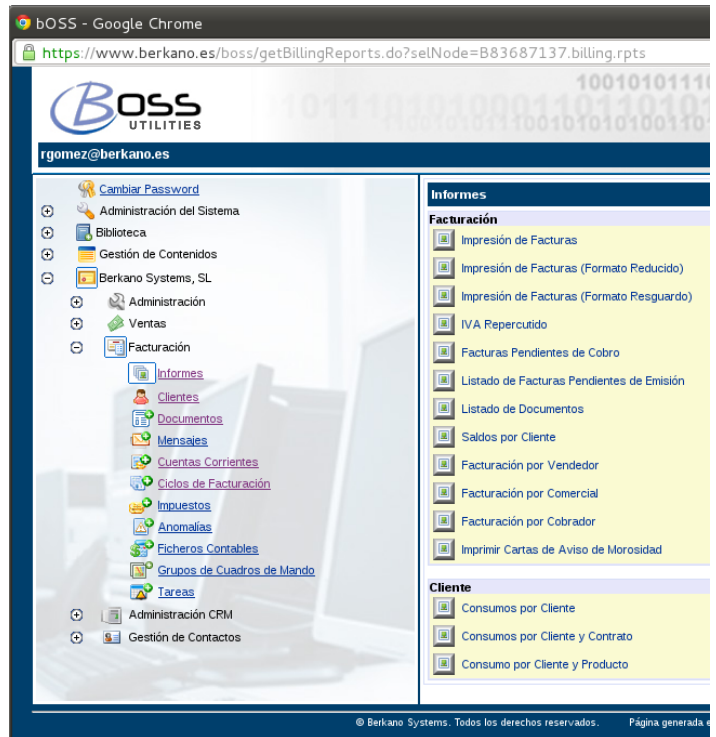 bOSS - Google Chrome
https://www.berkano.es/boss/getBillingReports.do?selNode=B83687137.billing.rpts
BOSS
UTILITIES
rgomez@berkano.es
Cambiar Password
Administración del Sistema
Biblioteca
Gestión de Contenidos
Berkano Systems, SL
Administración
Ventas
Facturación
Informes
Clientes
Documentos
Mensajes
Cuentas Corrientes
Ciclos de Facturación
Impuestos
Anomalías
Ficheros Contables
Grupos de Cuadros de Mando
Tareas
Administración CRM
Gestión de Contactos
Informes
Facturación
Impresión de Facturas
Impresión de Facturas (Formato Reducido)
Impresión de Facturas (Formato Resguardo)
IVA Repercutido
Facturas Pendientes de Cobro
Listado de Facturas Pendientes de Emisión
Listado de Documentos
Saldos por Cliente
Facturación por Vendedor
Facturación por Comercial
Facturación por Cobrador
Imprimir Cartas de Aviso de Morosidad
Cliente
Consumos por Cliente
Consumos por Cliente y Contrato
Consumo por Cliente y Producto
© Berkano Systems. Todos los derechos reservados. Página generada e